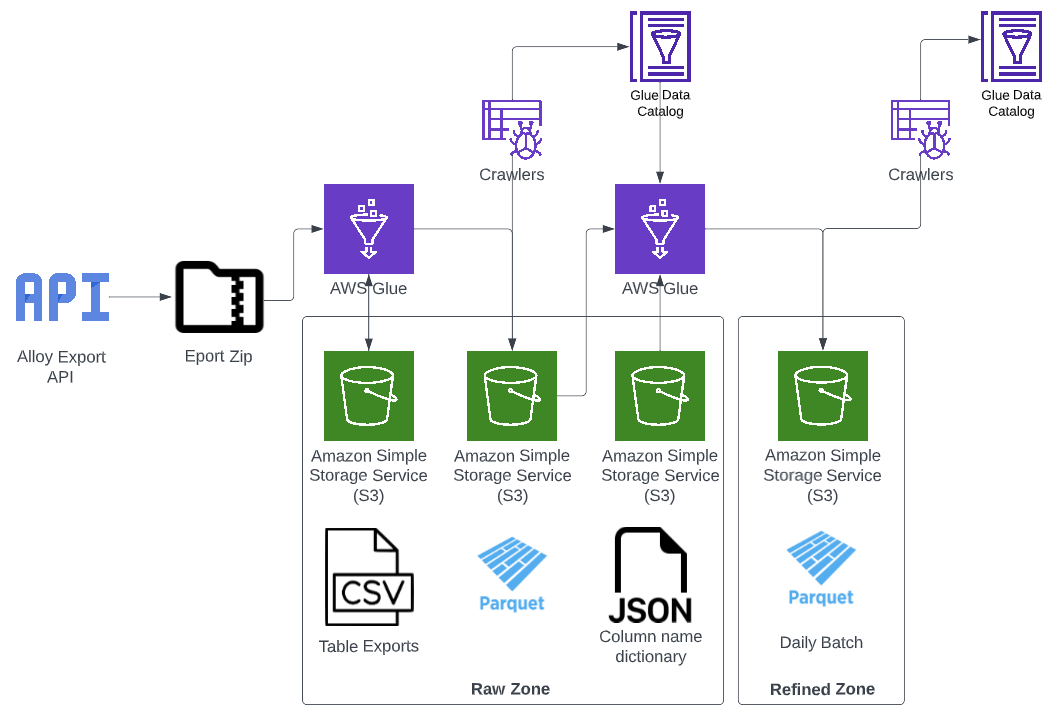 Glue Data
Catalog
Glue Data
Catalog
Crawlers
Crawlers
API
Alloy Export
API
Eport Zip
AWS Glue
AWS Glue
Amazon Simple
Storage Service
(S3)
Amazon Simple
Storage Service
(S3)
Amazon Simple
Storage Service
(S3)
Amazon Simple
Storage Service
(S3)
CSV
Table Exports
Parquet
JSON
Column name
dictionary
Parquet
Daily Batch
Raw Zone
Refined Zone